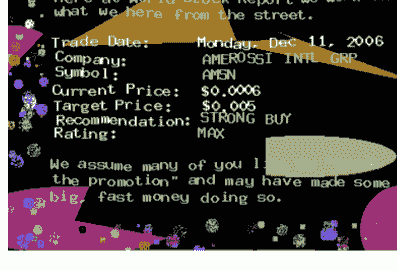 what we here from the street.
Trade Date: Monday, Dec 11, 2006
Company: AMEROSSI INTL GRP
Symbol: AMSN
Current Price: $0.0006
Target Price: $0.005
Recommendation: STRONG BUY
Rating: MAX
We assume many of you
the promotion" and may have made some
big, fast money doing so.